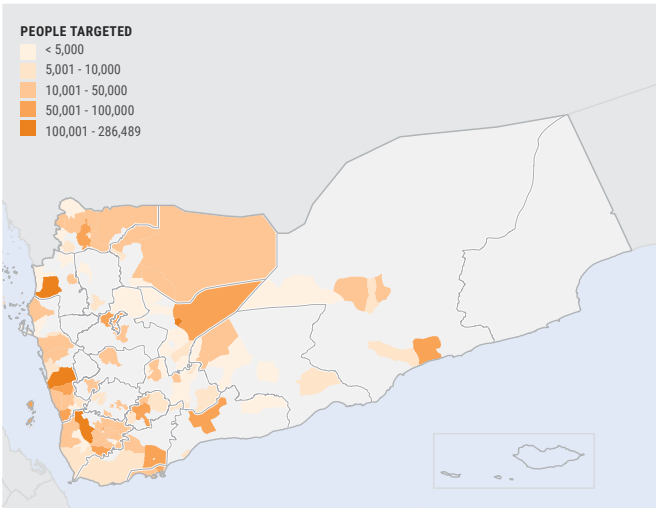 PEOPLE TARGETED
< 5,000
5,001 - 10,000
10,001 - 50,000
50,001 - 100,000
100,001 - 286,489